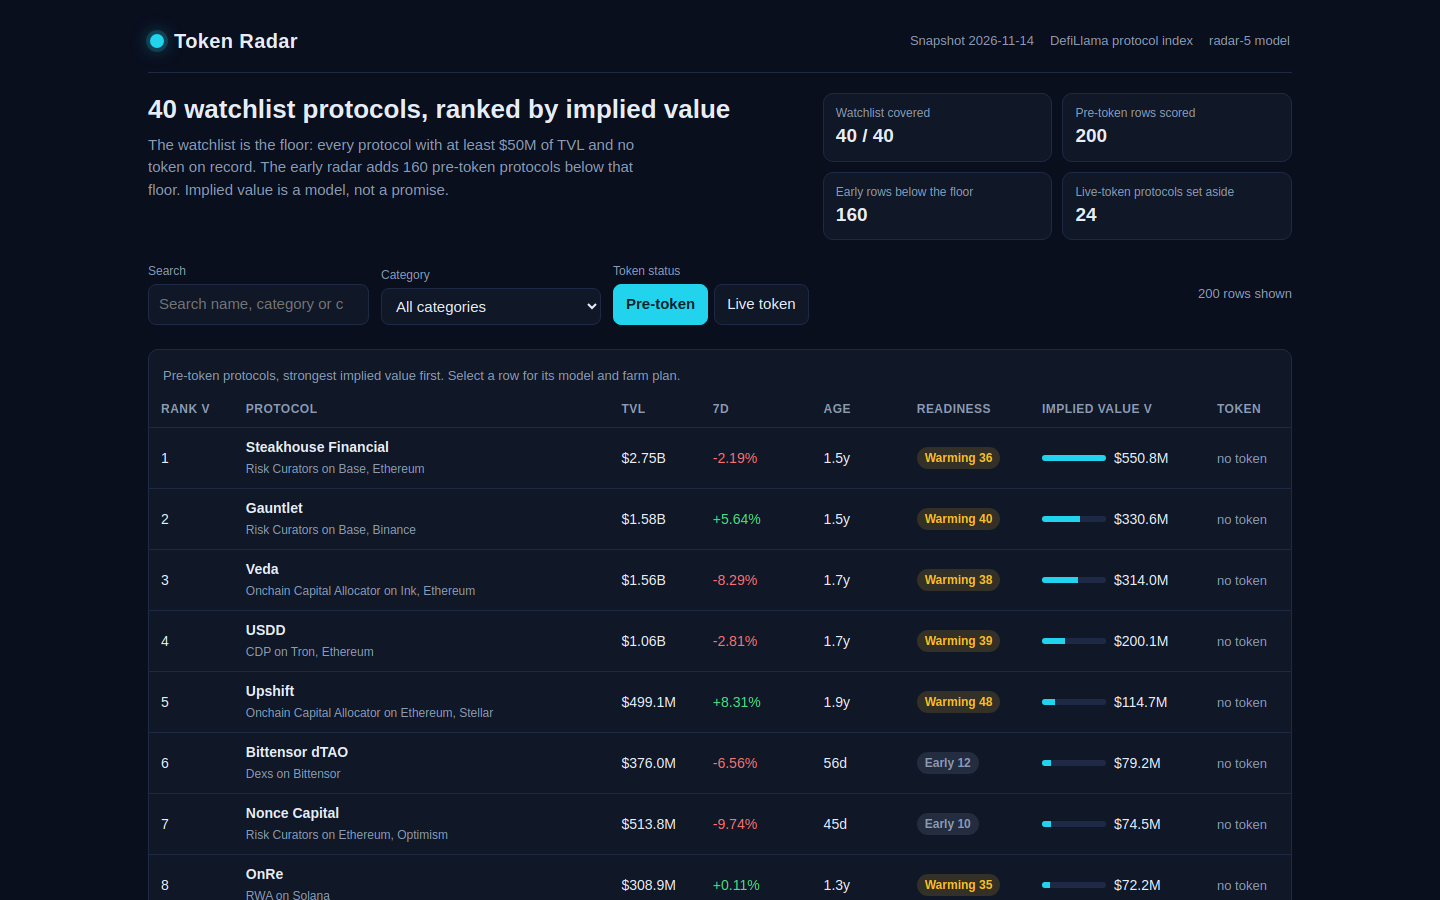 Token Radar
Snapshot 2026-11-14 DefiLlama protocol index radar-5 model
40 watchlist protocols, ranked by implied value
The watchlist is the floor: every protocol with at least $50M of TVL and no
token on record. The early radar adds 160 pre-token protocols below that
floor. Implied value is a model, not a promise.
Watchlist covered
40 / 40
Pre-token rows scored
200
Early rows below the floor
160
Live-token protocols set aside
24
Search
Search name, category or c
Category
All categories
Token status
Pre-token Live token
200 rows shown
Pre-token protocols, strongest implied value first. Select a row for its model and farm plan.
RANK V PROTOCOL TVL 7D AGE READINESS IMPLIED VALUE V TOKEN
1 Steakhouse Financial $2.75B -2.19% 1.5y Warming 36 $550.8M no token
Risk Curators on Base, Ethereum
2 Gauntlet $1.58B +5.64% 1.5y Warming 40 $330.6M no token
Risk Curators on Base, Binance
3 Veda $1.56B -8.29% 1.7y Warming 38 $314.0M no token
Onchain Capital Allocator on Ink, Ethereum
4 USDD $1.06B -2.81% 1.7y Warming 39 $200.1M no token
CDP on Tron, Ethereum
5 Upshift $499.1M +8.31% 1.9y Warming 48 $114.7M no token
Onchain Capital Allocator on Ethereum, Stellar
6 Bittensor dTAO $376.0M -6.56% 56d Early 12 $79.2M no token
Dexs on Bittensor
7 Nonce Capital $513.8M -9.74% 45d Early 10 $74.5M no token
Risk Curators on Ethereum, Optimism
8 OnRe $308.9M +0.11% 1.3y Warming 35 $72.2M no token
RWA on Solana